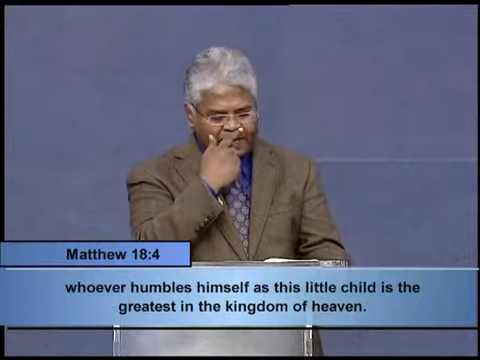 Matthew 18:4
whoever humbles himself as this little child is the
greatest in the kingdom of heaven.